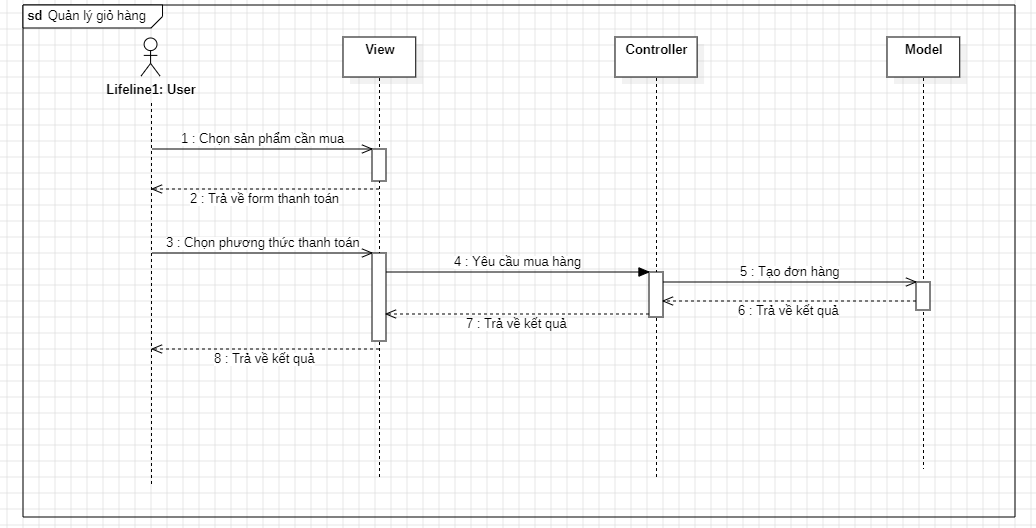 sd Quản lý giỏ hàng
View
Controller
Model
Lifeline1: User
1 : Chọn sản phẩm cần mua
2 : Trả về form thanh toán
3 : Chọn phương thức thanh toán
4 : Yêu cầu mua hàng
5 : Tạo đơn hàng
6 : Trả về kết quả
7 : Trả về kết quả
8 : Trả về kết quả